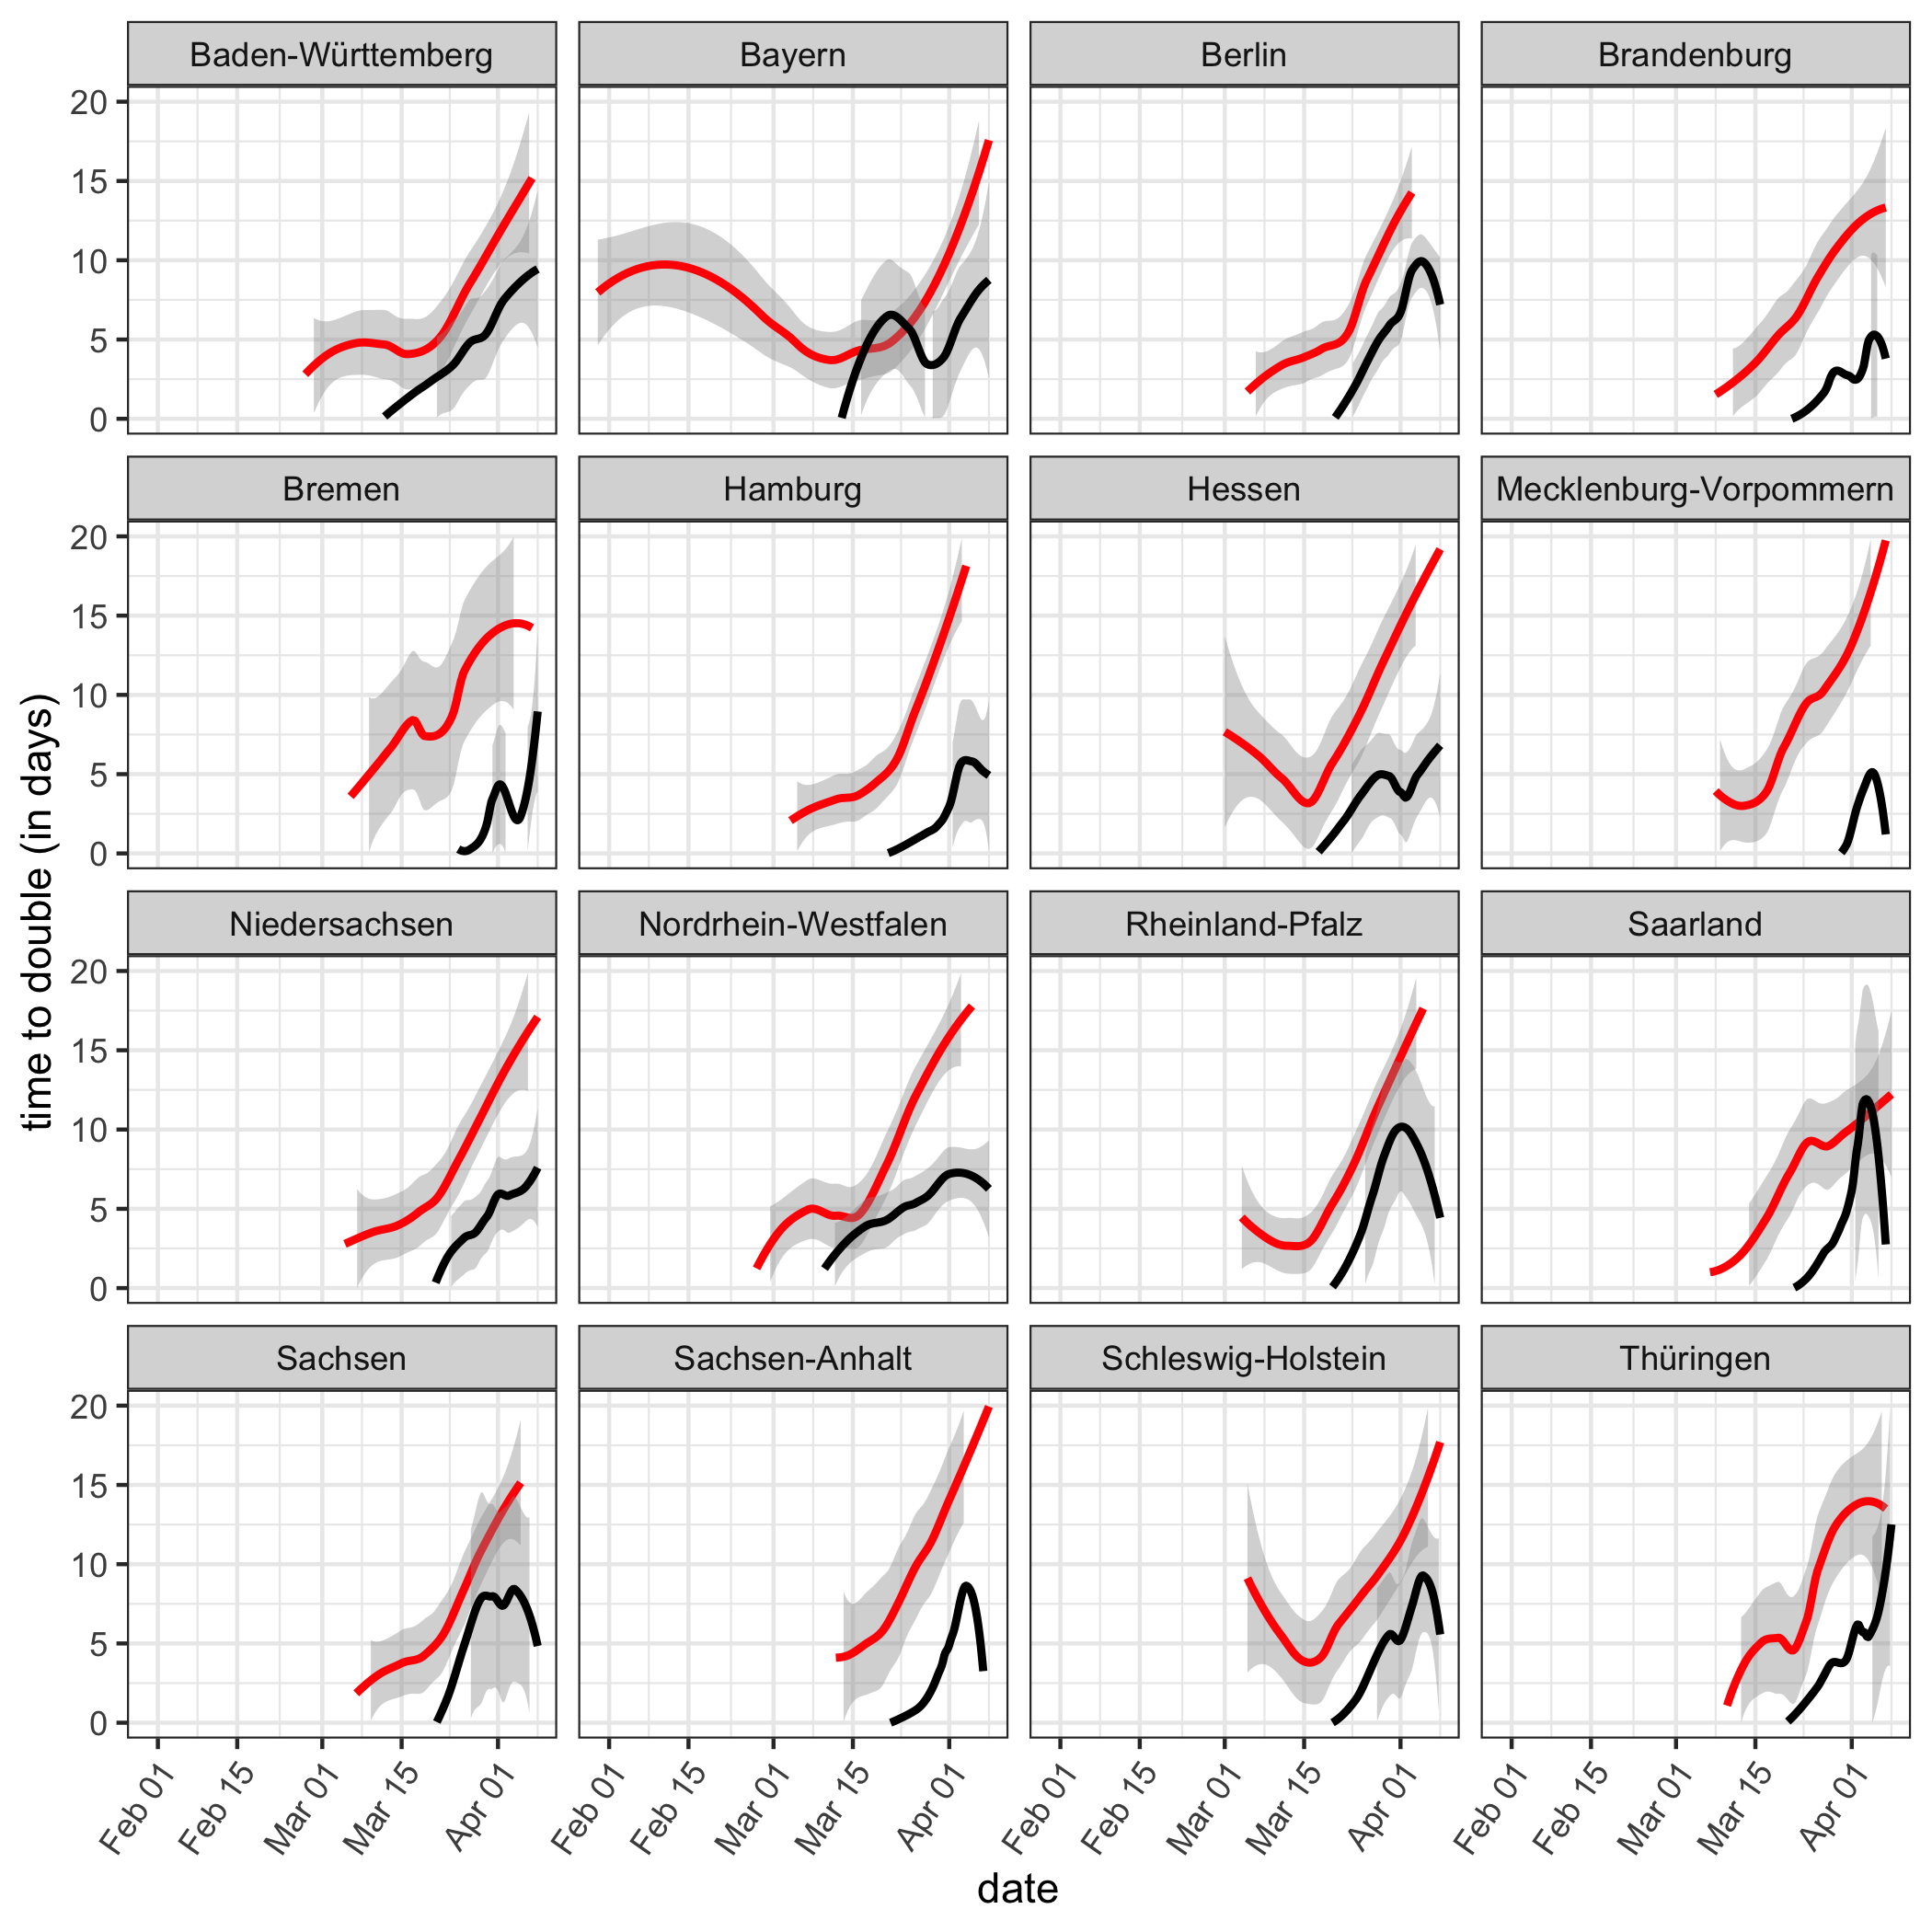 Baden-Württemberg Bayern Berlin Brandenburg
20
15
10
5
0
Bremen Hamburg Hessen Mecklenburg-Vorpommern
20
15
10
5
0
time to double (in days)
Niedersachsen Nordrhein-Westfalen Rheinland-Pfalz Saarland
20
15
10
5
0
Sachsen Sachsen-Anhalt Schleswig-Holstein Thüringen
20
15
10
5
0
Feb 01 Feb 15 Mar 01 Mar 15 Apr 01 Feb 01 Feb 15 Mar 01 Mar 15 Apr 01 Feb 01 Feb 15 Mar 01 Mar 15 Apr 01 Feb 01 Feb 15 Mar 01 Mar 15 Apr 01
date